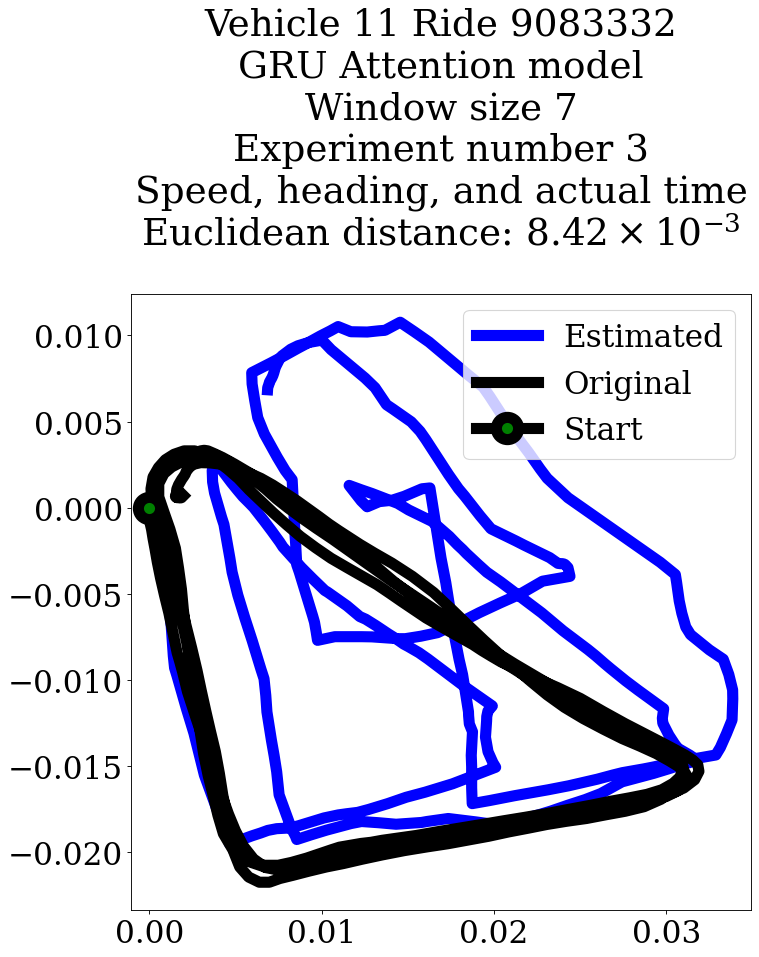 Vehicle 11 Ride 9083332
GRU Attention model
Window size 7
Experiment number 3
Speed, heading, and actual time
Euclidean distance: 8.42 × 10⁻³
Estimated
Original
Start
0.010
0.005
0.000
−0.005
−0.010
−0.015
−0.020
0.00 0.01 0.02 0.03